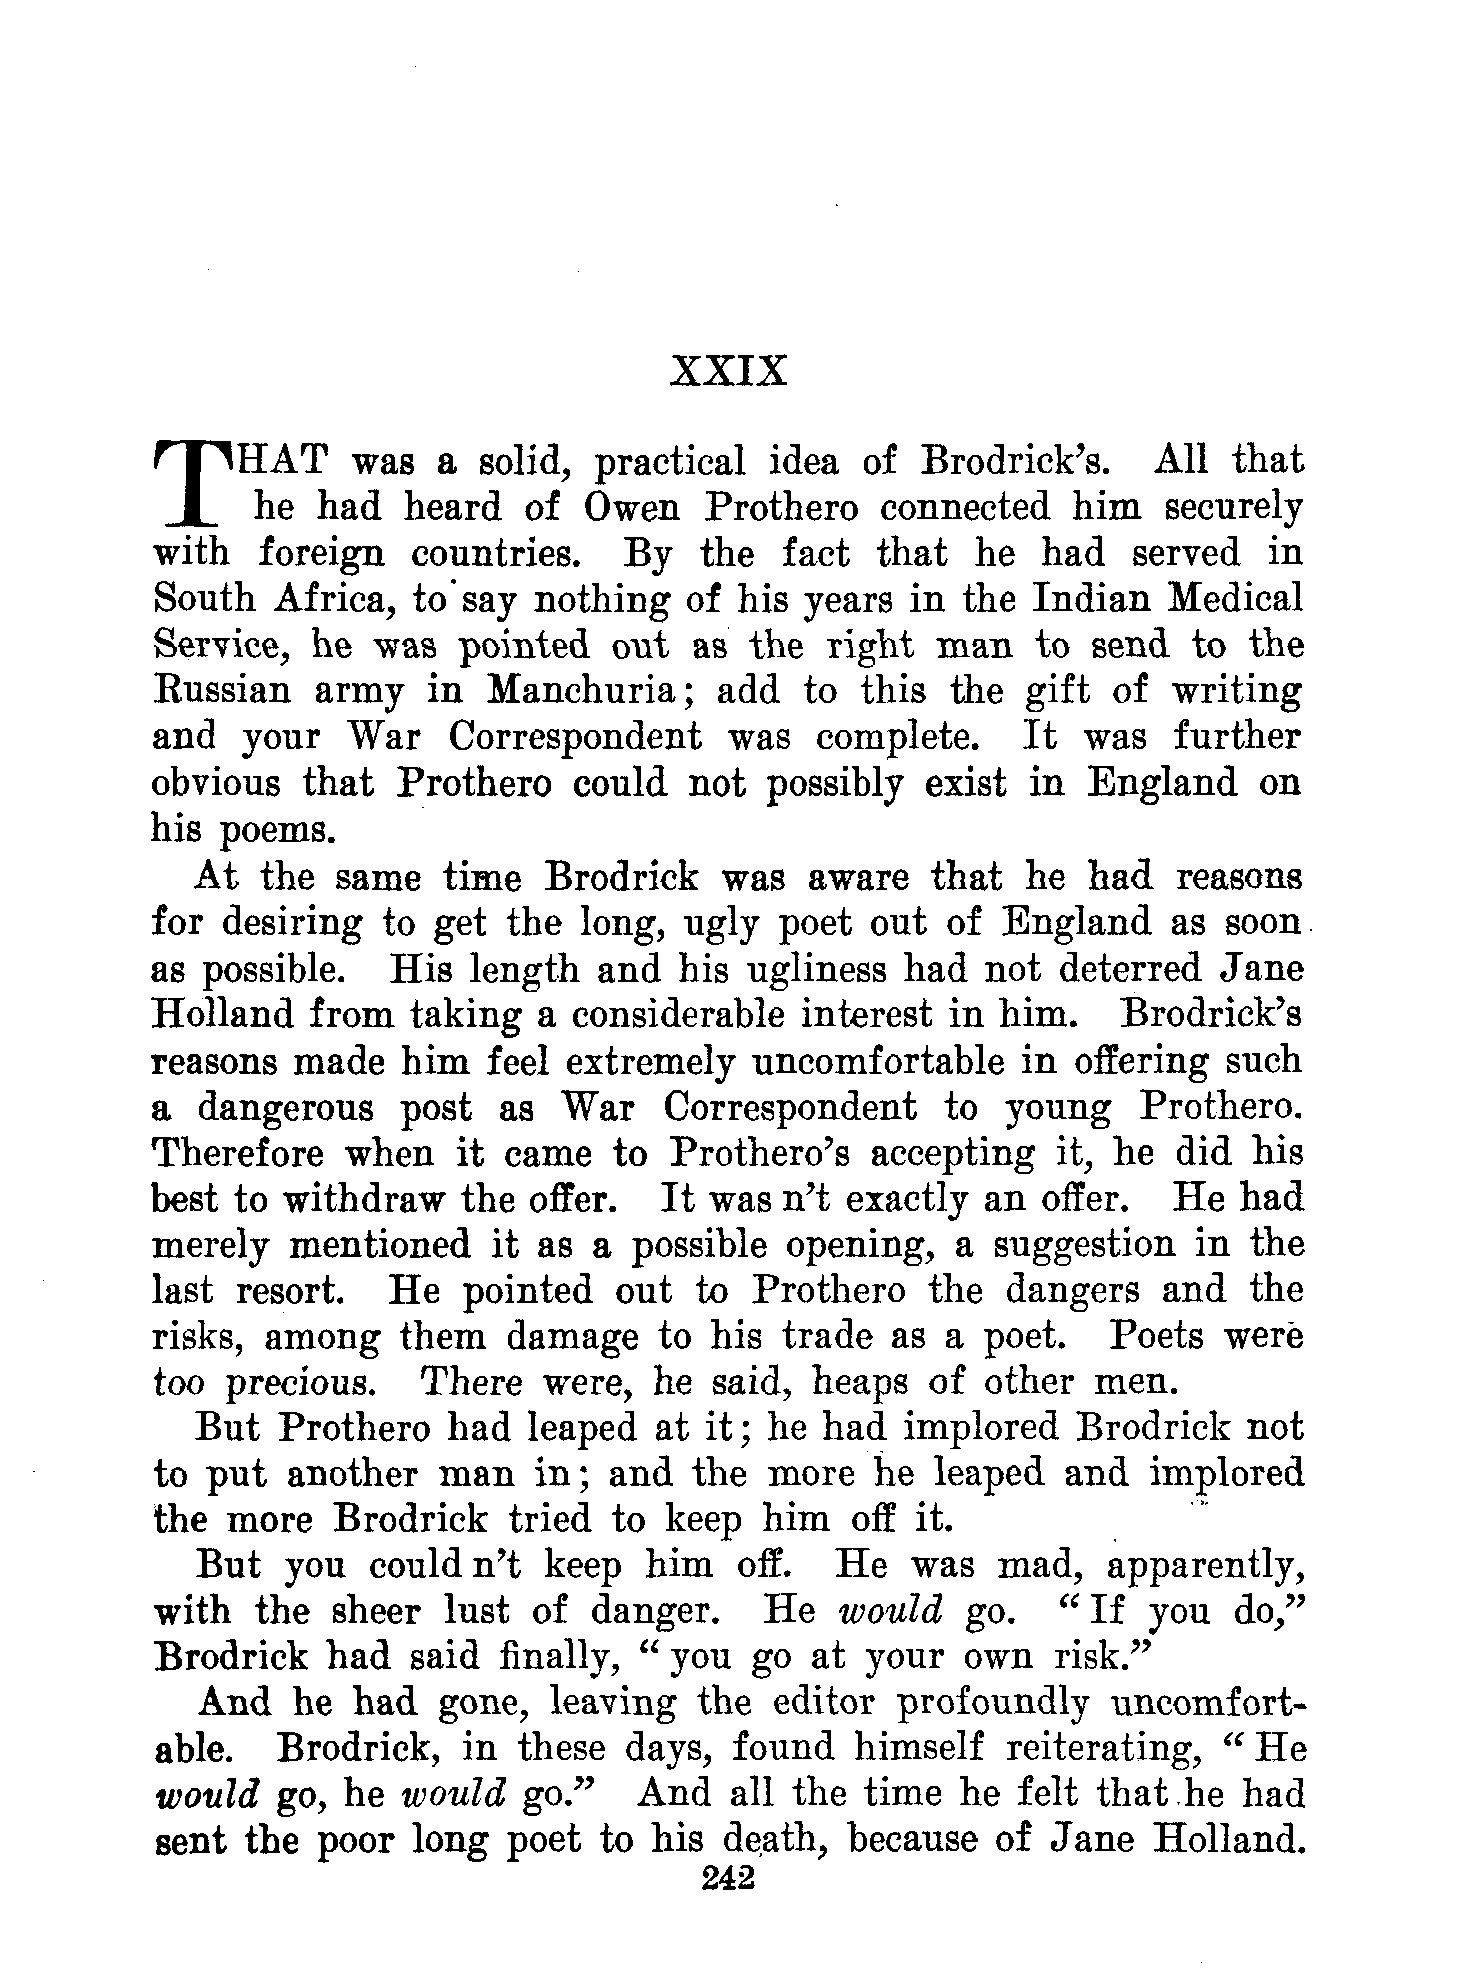 XXIX
THAT was a solid, practical idea of Brodrick's. All that
he had heard of Owen Prothero connected him securely
with foreign countries. By the fact that he had served in
South Africa, to say nothing of his years in the Indian Medical
Service, he was pointed out as the right man to send to the
Russian army in Manchuria; add to this the gift of writing
and your War Correspondent was complete. It was further
obvious that Prothero could not possibly exist in England on
his poems.
At the same time Brodrick was aware that he had reasons
for desiring to get the long, ugly poet out of England as soon
as possible. His length and his ugliness had not deterred Jane
Holland from taking a considerable interest in him. Brodrick's
reasons made him feel extremely uncomfortable in offering such
a dangerous post as War Correspondent to young Prothero.
Therefore when it came to Prothero's accepting it, he did his
best to withdraw the offer. It was n't exactly an offer. He had
merely mentioned it as a possible opening, a suggestion in the
last resort. He pointed out to Prothero the dangers and the
risks, among them damage to his trade as a poet. Poets were
too precious. There were, he said, heaps of other men.
But Prothero had leaped at it; he had implored Brodrick not
to put another man in; and the more he leaped and implored
the more Brodrick tried to keep him off it.
But you could n't keep him off. He was mad, apparently,
with the sheer lust of danger. He would go. "If you do,"
Brodrick had said finally, "you go at your own risk."
And he had gone, leaving the editor profoundly uncomfort-
able. Brodrick, in these days, found himself reiterating, "He
would go, he would go." And all the time he felt that he had
sent the poor long poet to his death, because of Jane Holland.
242